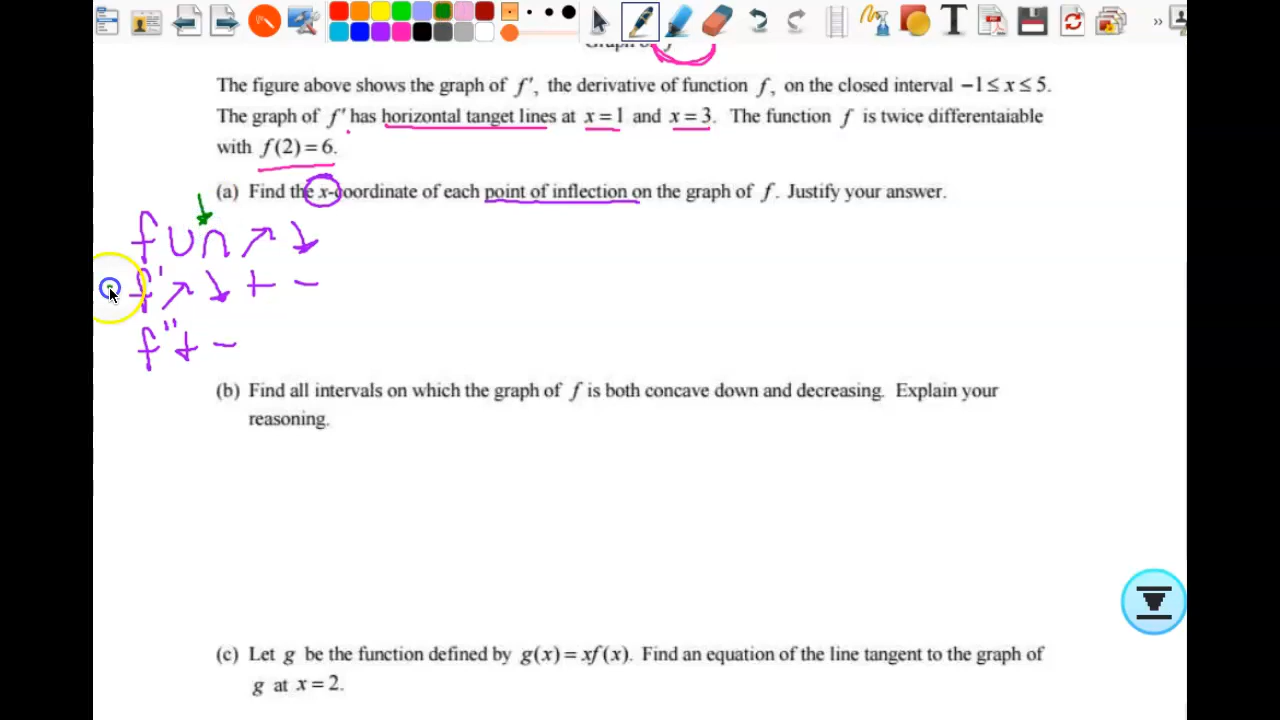 Graph of f'
The figure above shows the graph of f', the derivative of function f, on the closed interval −1 ≤ x ≤ 5.
The graph of f' has horizontal tanget lines at x = 1 and x = 3. The function f is twice differentaiable
with f(2) = 6.
(a) Find the x-coordinate of each point of inflection on the graph of f. Justify your answer.
f ∪ ∩ ↗ ↘
f' ↗ ↘ + −
f'' + −
(b) Find all intervals on which the graph of f is both concave down and decreasing. Explain your
reasoning.
(c) Let g be the function defined by g(x) = xf(x). Find an equation of the line tangent to the graph of
g at x = 2.